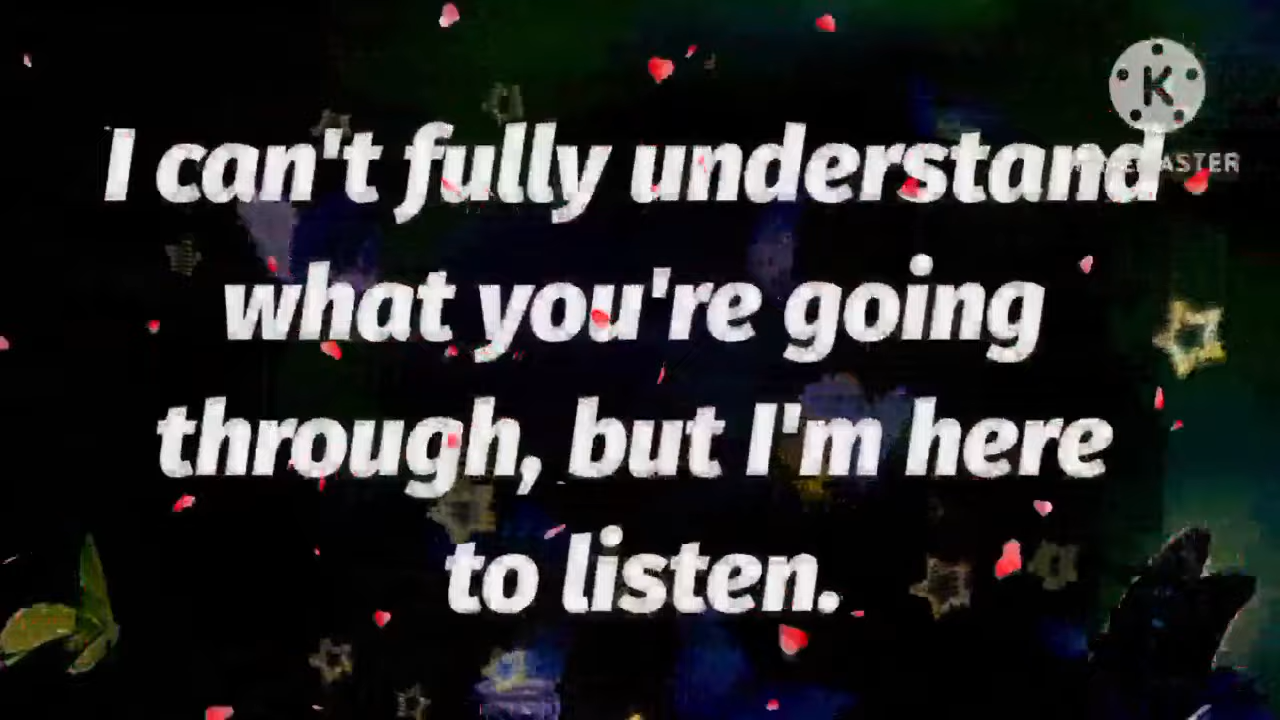 K
I can't fully understand
what you're going
through, but I'm here
to listen.